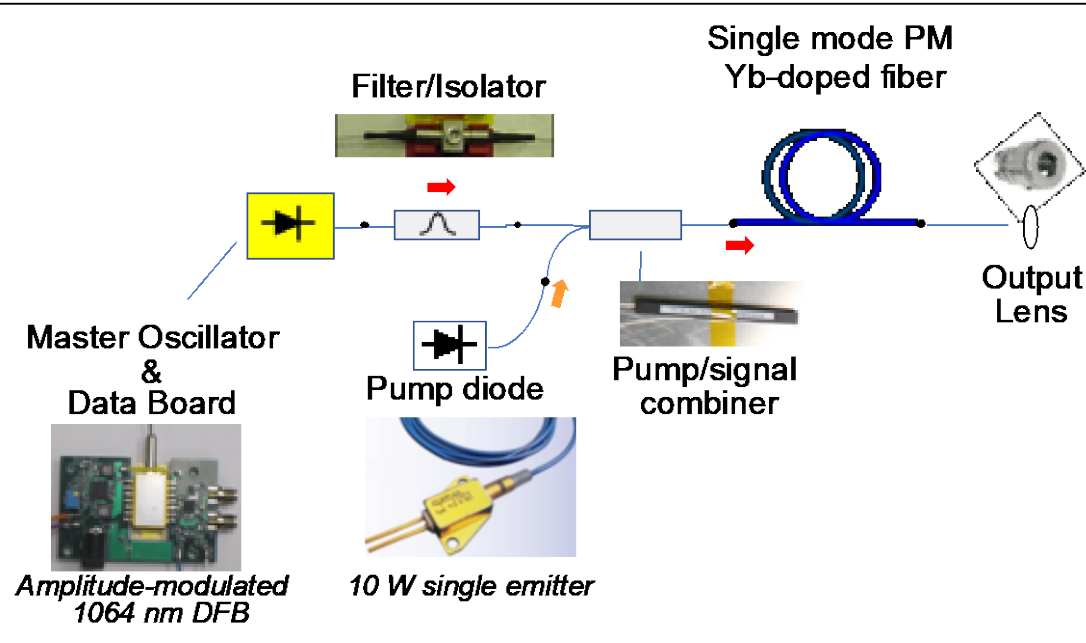 Single mode PM
Yb-doped fiber
Filter/Isolator
Output
Lens
Master Oscillator
&
Data Board
Pump diode
Pump/signal
combiner
Amplitude-modulated
1064 nm DFB
10 W single emitter